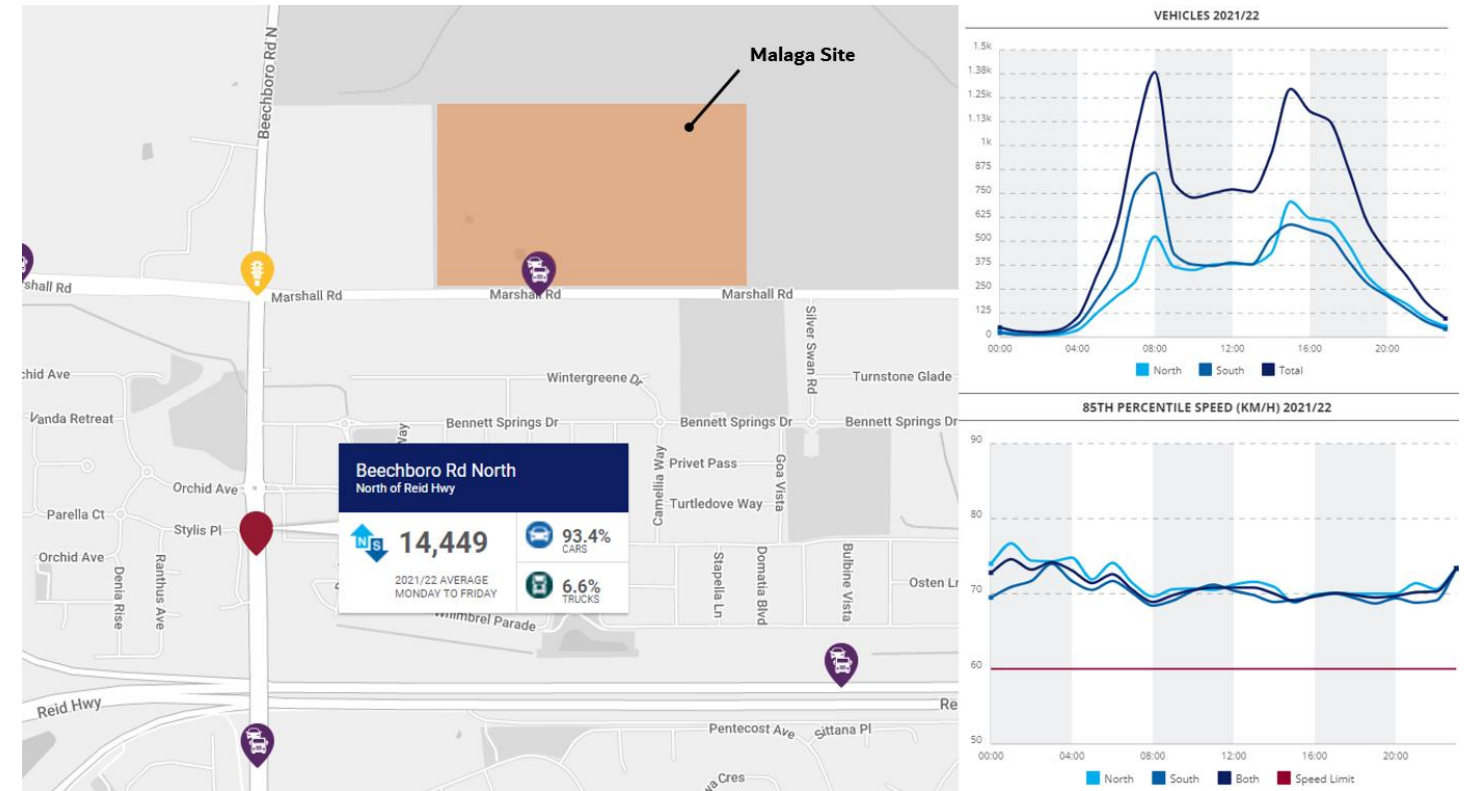 Malaga Site
Beechboro Rd N
shall Rd
Marshall Rd
Marshall Rd
Marshall Rd
Silver Swan Rd
hid Ave
Wintergreene Dr
Turnstone Glade
Vanda Retreat
Way
Bennett Springs Dr
Bennett Springs Dr
Bennett Springs Dr
Beechboro Rd North
North of Reid Hwy
Camellia Way
Privet Pass
Goa Vista
Orchid Ave
Turtledove Way
Parella Ct
Stylis Pl
N S
14,449
93.4%
CARS
2021/22 AVERAGE
MONDAY TO FRIDAY
6.6%
TRUCKS
Orchid Ave
Denia Rise
Ranthus Ave
Stapella Ln
Domatia Blvd
Bulbine Vista
Osten Ln
Whimbrel Parade
Reid Hwy
Re
Pentecost Ave
Sittana Pl
Cres
VEHICLES 2021/22
1.5k
1.38k
1.25k
1.13k
1k
875
750
625
500
375
250
125
0
00:00 04:00 08:00 12:00 16:00 20:00
North South Total
85TH PERCENTILE SPEED (KM/H) 2021/22
90
80
70
60
50
00:00 04:00 08:00 12:00 16:00 20:00
North South Both Speed Limit